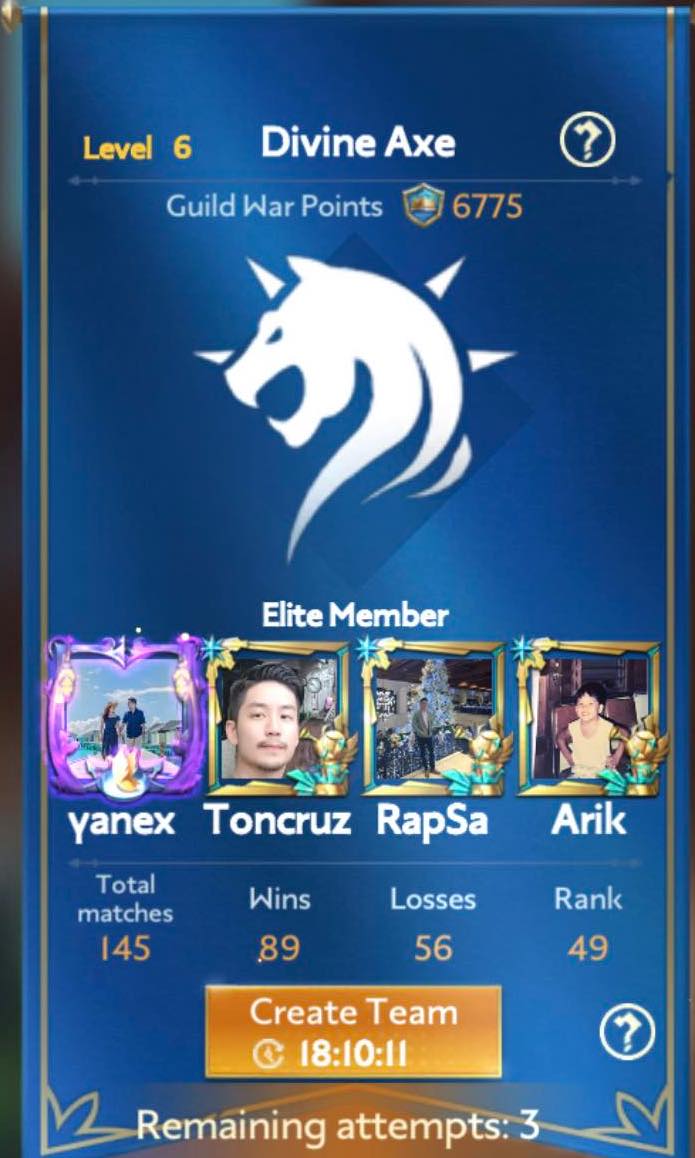 Level 6 Divine Axe ?
Guild War Points 6775
Elite Member
yanex Toncruz RapSa Arik
Total matches Wins Losses Rank
145 89 56 49
Create Team
18:10:11 ?
Remaining attempts: 3